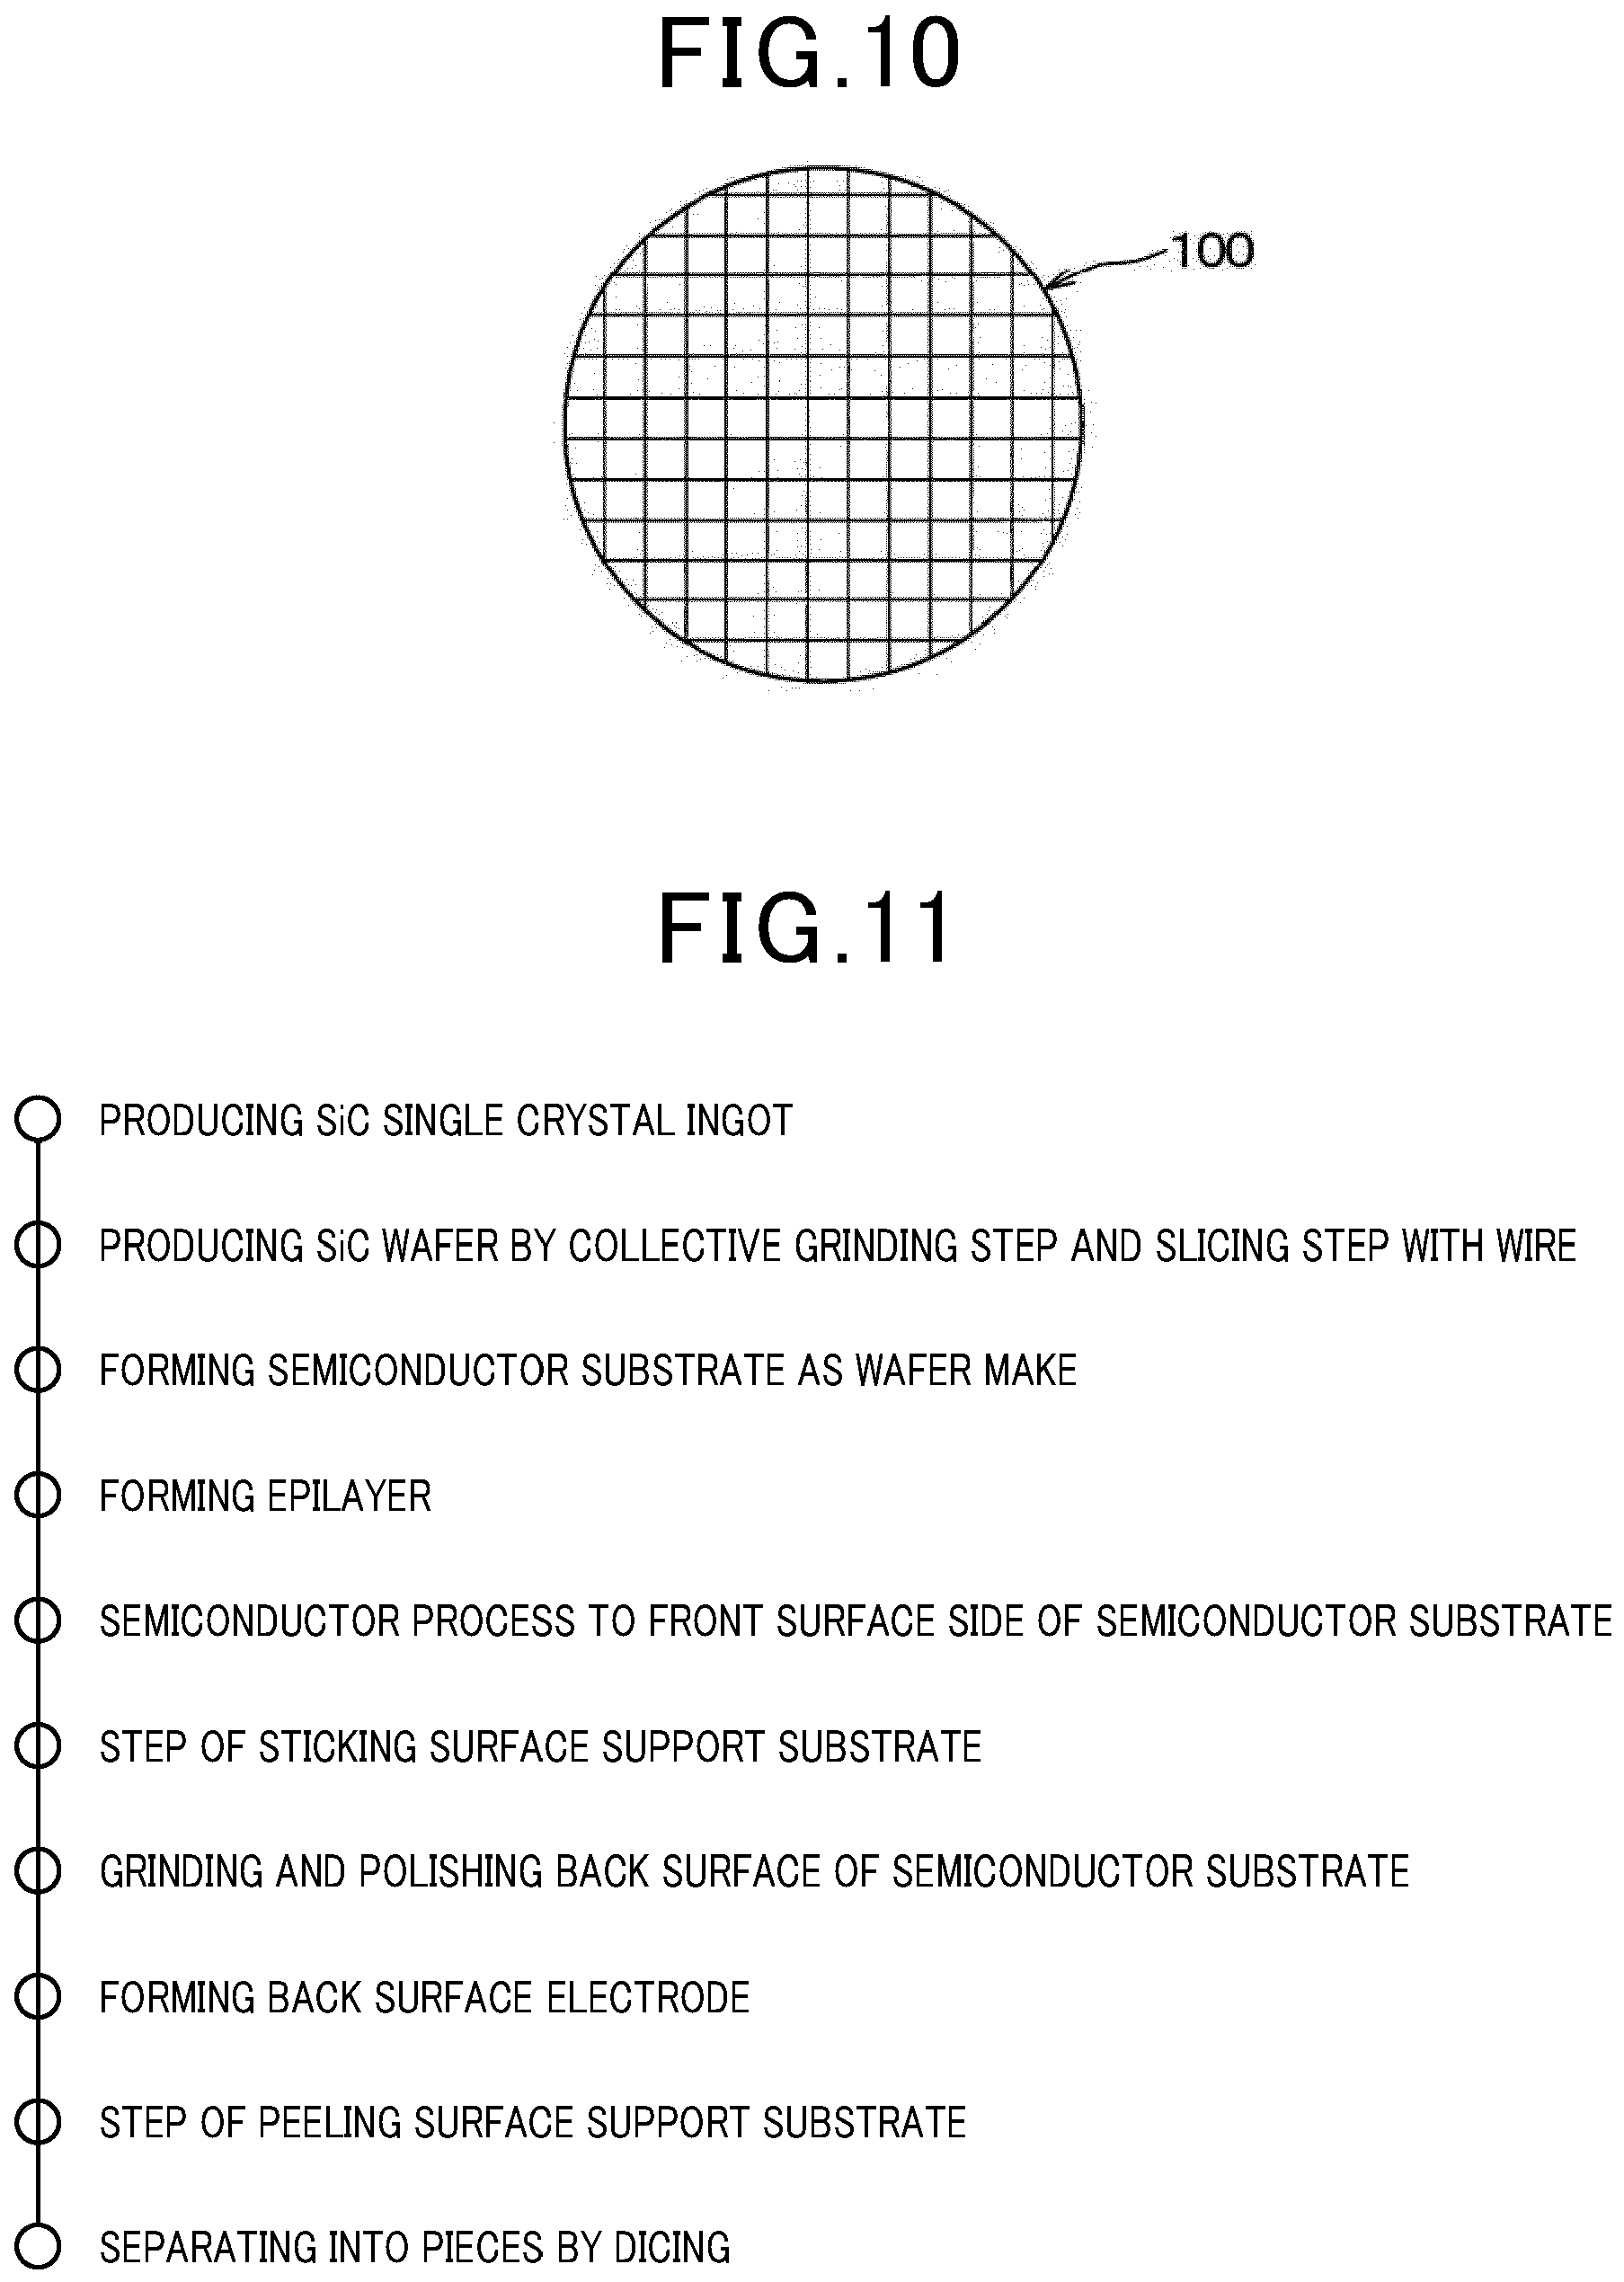 FIG.10
100
FIG.11
PRODUCING SiC SINGLE CRYSTAL INGOT
PRODUCING SiC WAFER BY COLLECTIVE GRINDING STEP AND SLICING STEP WITH WIRE
FORMING SEMICONDUCTOR SUBSTRATE AS WAFER MAKE
FORMING EPILAYER
SEMICONDUCTOR PROCESS TO FRONT SURFACE SIDE OF SEMICONDUCTOR SUBSTRATE
STEP OF STICKING SURFACE SUPPORT SUBSTRATE
GRINDING AND POLISHING BACK SURFACE OF SEMICONDUCTOR SUBSTRATE
FORMING BACK SURFACE ELECTRODE
STEP OF PEELING SURFACE SUPPORT SUBSTRATE
SEPARATING INTO PIECES BY DICING